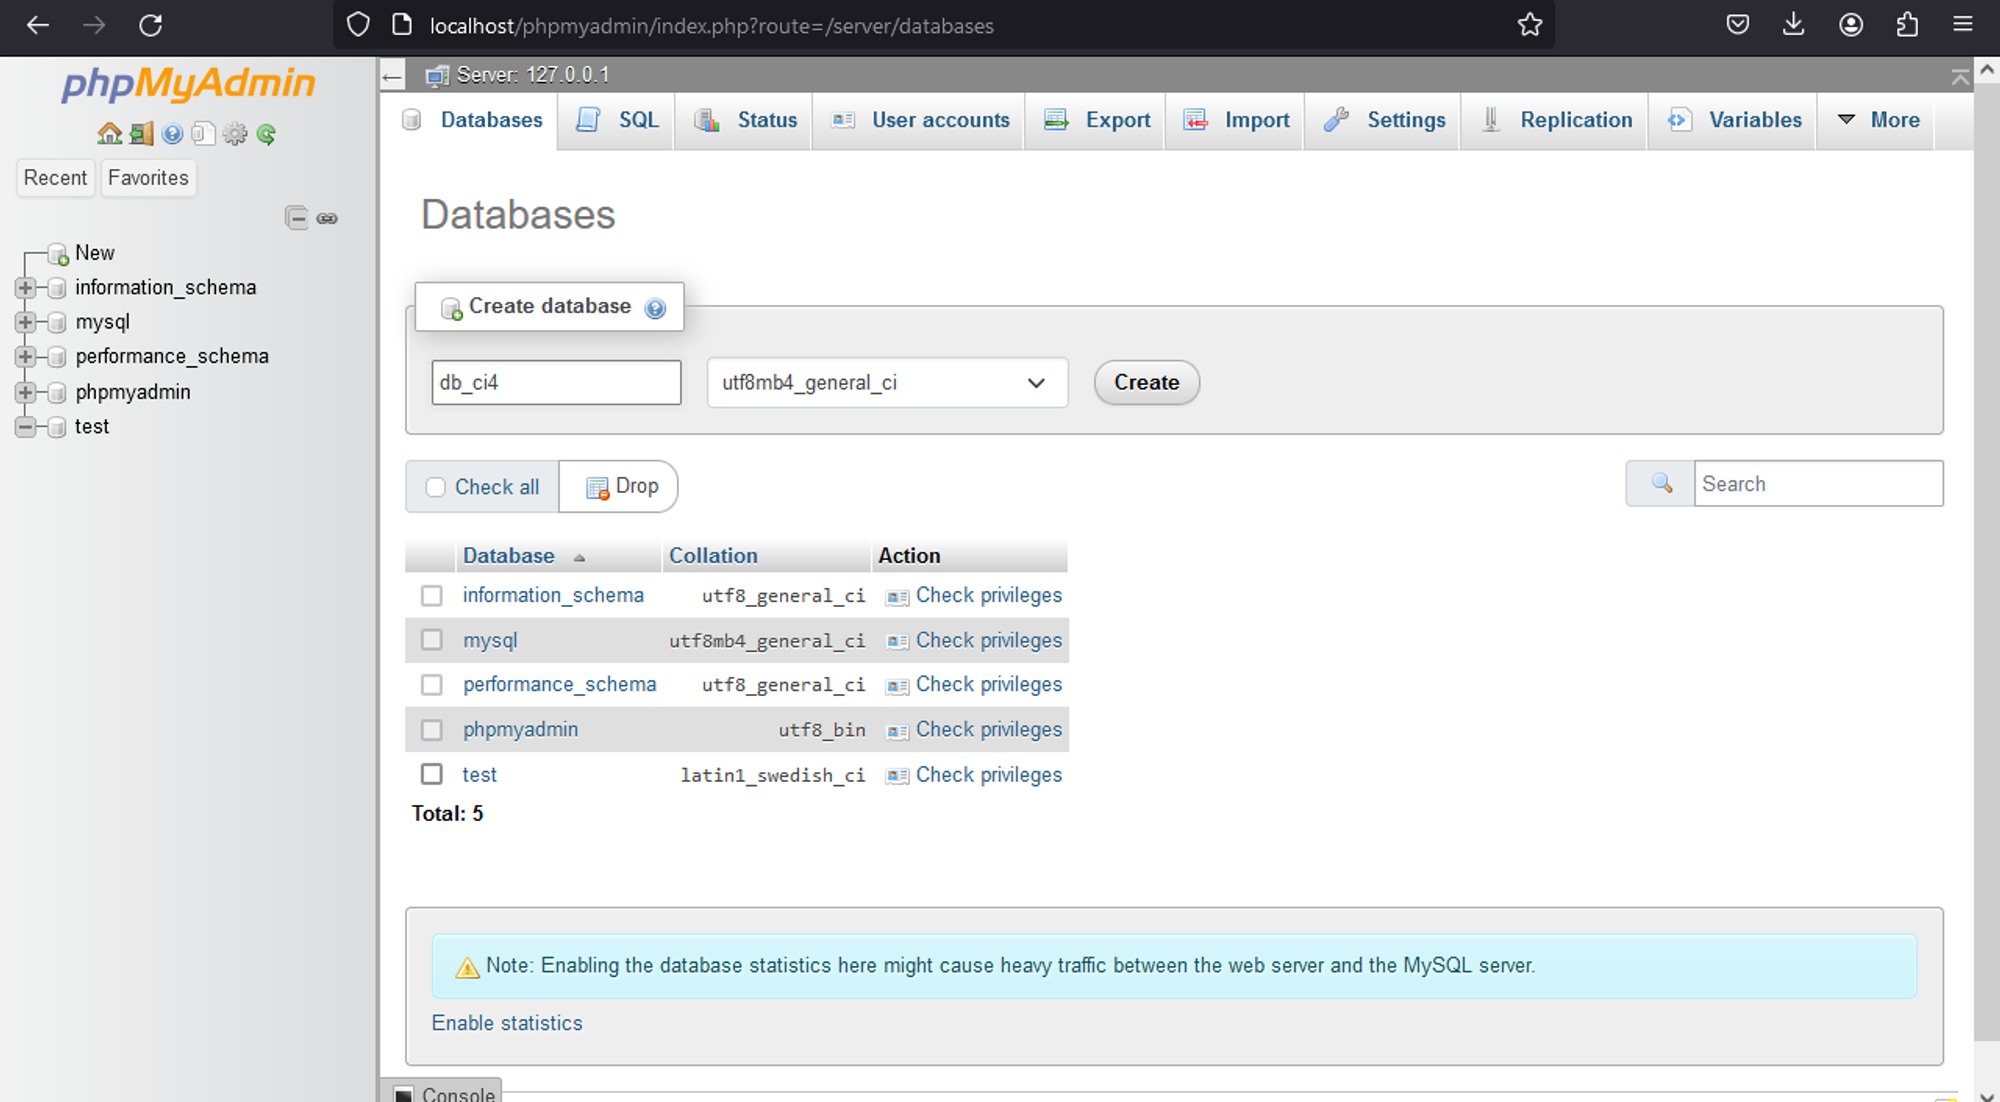 localhost/phpmyadmin/index.php?route=/server/databases
phpMyAdmin
Recent Favorites
New
information_schema
mysql
performance_schema
phpmyadmin
test
Server: 127.0.0.1
Databases SQL Status User accounts Export Import Settings Replication Variables More
Databases
Create database
db_ci4 utf8mb4_general_ci Create
Check all Drop Search
Database Collation Action
information_schema utf8_general_ci Check privileges
mysql utf8mb4_general_ci Check privileges
performance_schema utf8_general_ci Check privileges
phpmyadmin utf8_bin Check privileges
test latin1_swedish_ci Check privileges
Total: 5
Note: Enabling the database statistics here might cause heavy traffic between the web server and the MySQL server.
Enable statistics
Console